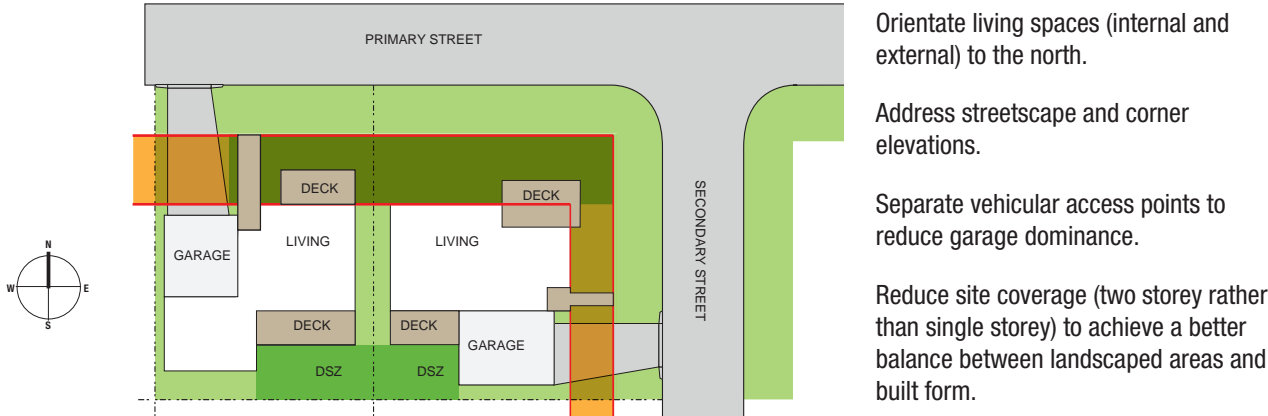 PRIMARY STREET
SECONDARY STREET
DECK
DECK
LIVING
LIVING
GARAGE
N
W
E
S
DECK
DECK
GARAGE
DSZ
DSZ
Orientate living spaces (internal and
external) to the north.
Address streetscape and corner
elevations.
Separate vehicular access points to
reduce garage dominance.
Reduce site coverage (two storey rather
than single storey) to achieve a better
balance between landscaped areas and
built form.